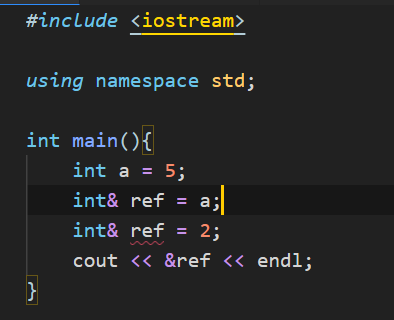 #include <iostream>
using namespace std;
int main(){
int a = 5;
int& ref = a;
int& ref = 2;
cout << &ref << endl;
}